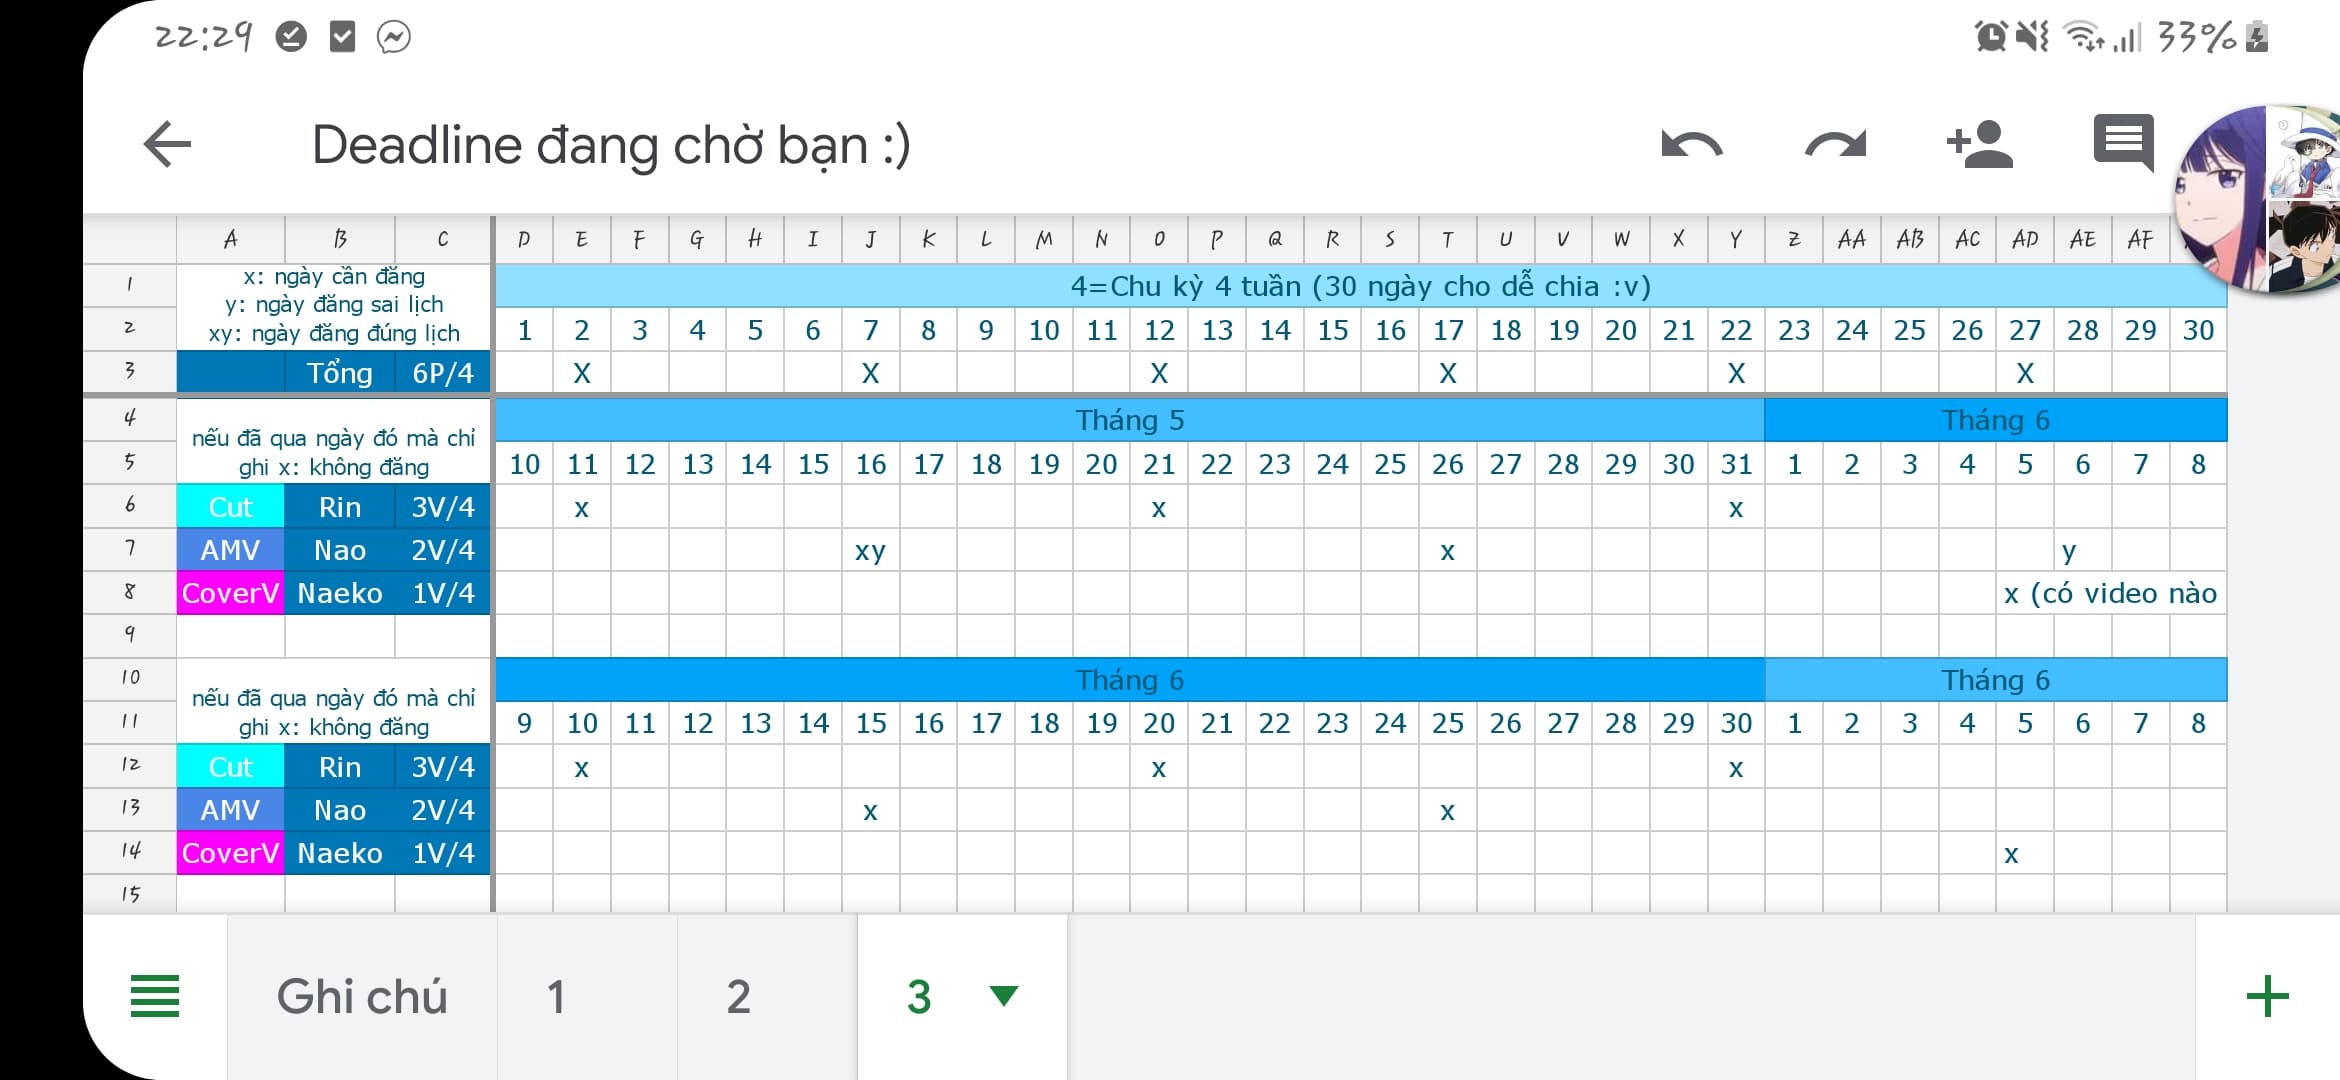 22:29 33%
Deadline đang chờ bạn :)
A B C D E F G H I J K L M N O P Q R S T U V W X Y Z AA AB AC AD AE AF
1 x: ngày cần đăng 4=Chu kỳ 4 tuần (30 ngày cho dễ chia :v)
y: ngày đăng sai lịch
2 xy: ngày đăng đúng lịch 1 2 3 4 5 6 7 8 9 10 11 12 13 14 15 16 17 18 19 20 21 22 23 24 25 26 27 28 29 30
3 Tổng 6P/4 X X X X X X
4 Tháng 5 Tháng 6
nếu đã qua ngày đó mà chỉ
5 ghi x: không đăng 10 11 12 13 14 15 16 17 18 19 20 21 22 23 24 25 26 27 28 29 30 31 1 2 3 4 5 6 7 8
6 Cut Rin 3V/4 x x x
7 AMV Nao 2V/4 xy x y
8 CoverV Naeko 1V/4 x (có video nào
9
10 Tháng 6 Tháng 6
nếu đã qua ngày đó mà chỉ
11 ghi x: không đăng 9 10 11 12 13 14 15 16 17 18 19 20 21 22 23 24 25 26 27 28 29 30 1 2 3 4 5 6 7 8
12 Cut Rin 3V/4 x x x
13 AMV Nao 2V/4 x x
14 CoverV Naeko 1V/4 x
15
Ghi chú 1 2 3